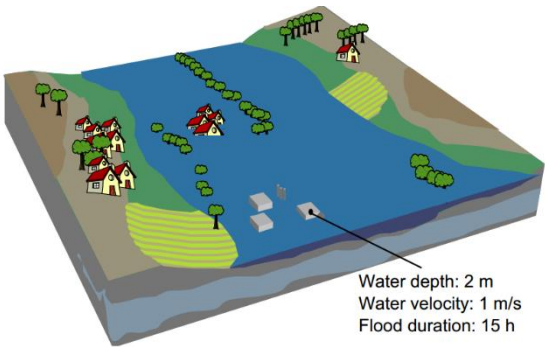 Water depth: 2 m
Water velocity: 1 m/s
Flood duration: 15 h